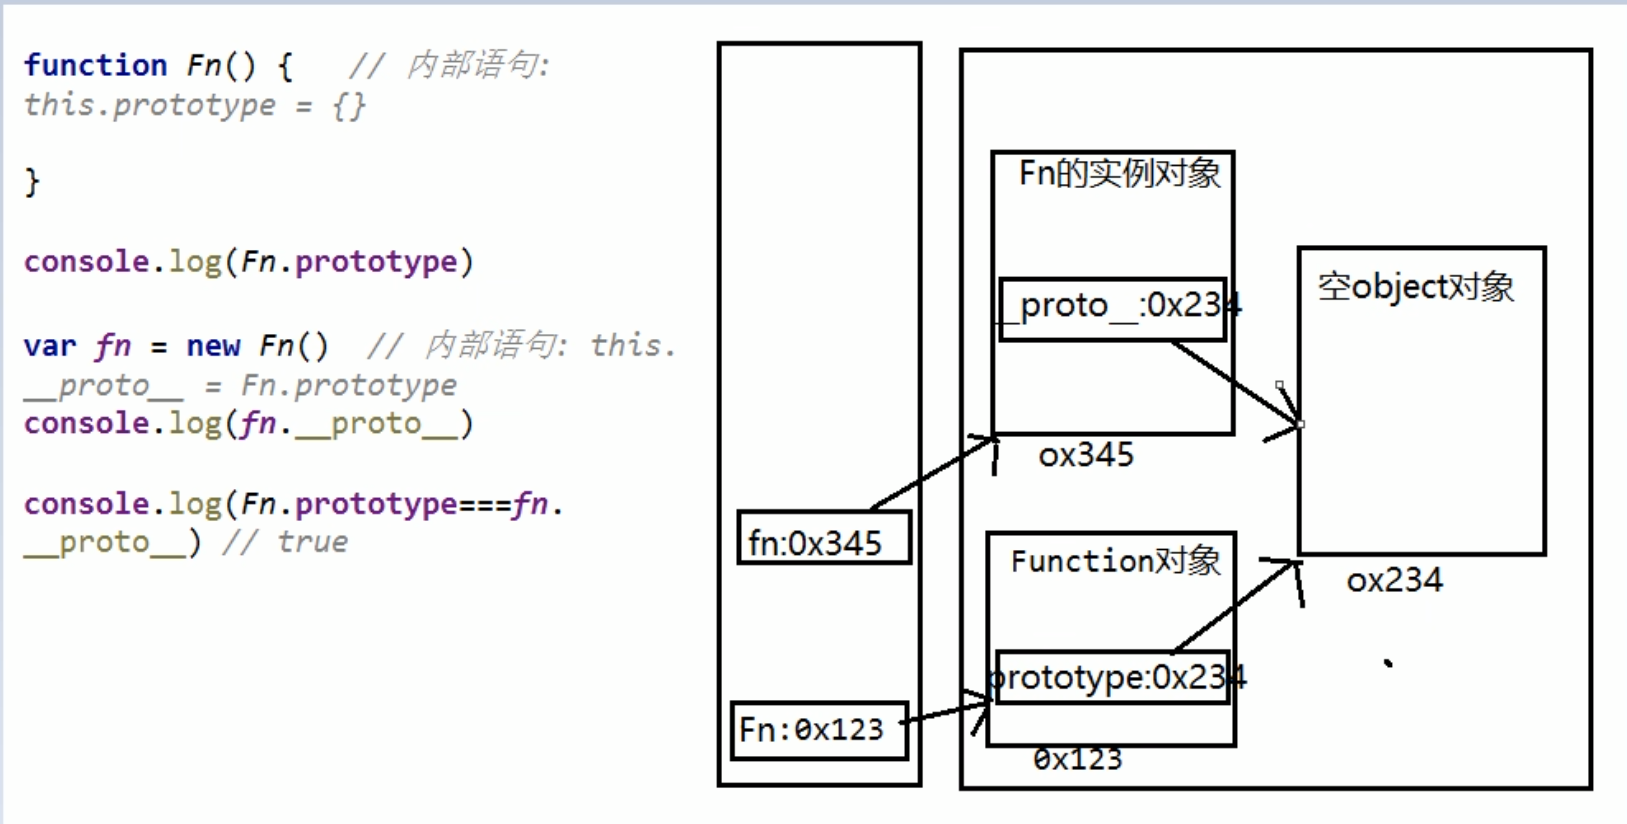 function Fn() {   // 内部语句:
this.prototype = {}
}
console.log(Fn.prototype)
var fn = new Fn()  // 内部语句: this.
__proto__ = Fn.prototype
console.log(fn.__proto__)
console.log(Fn.prototype===fn.
__proto__) // true
fn:0x345
Fn:0x123
Fn的实例对象
__proto__:0x234
ox345
Function对象
prototype:0x234
0x123
空object对象
ox234